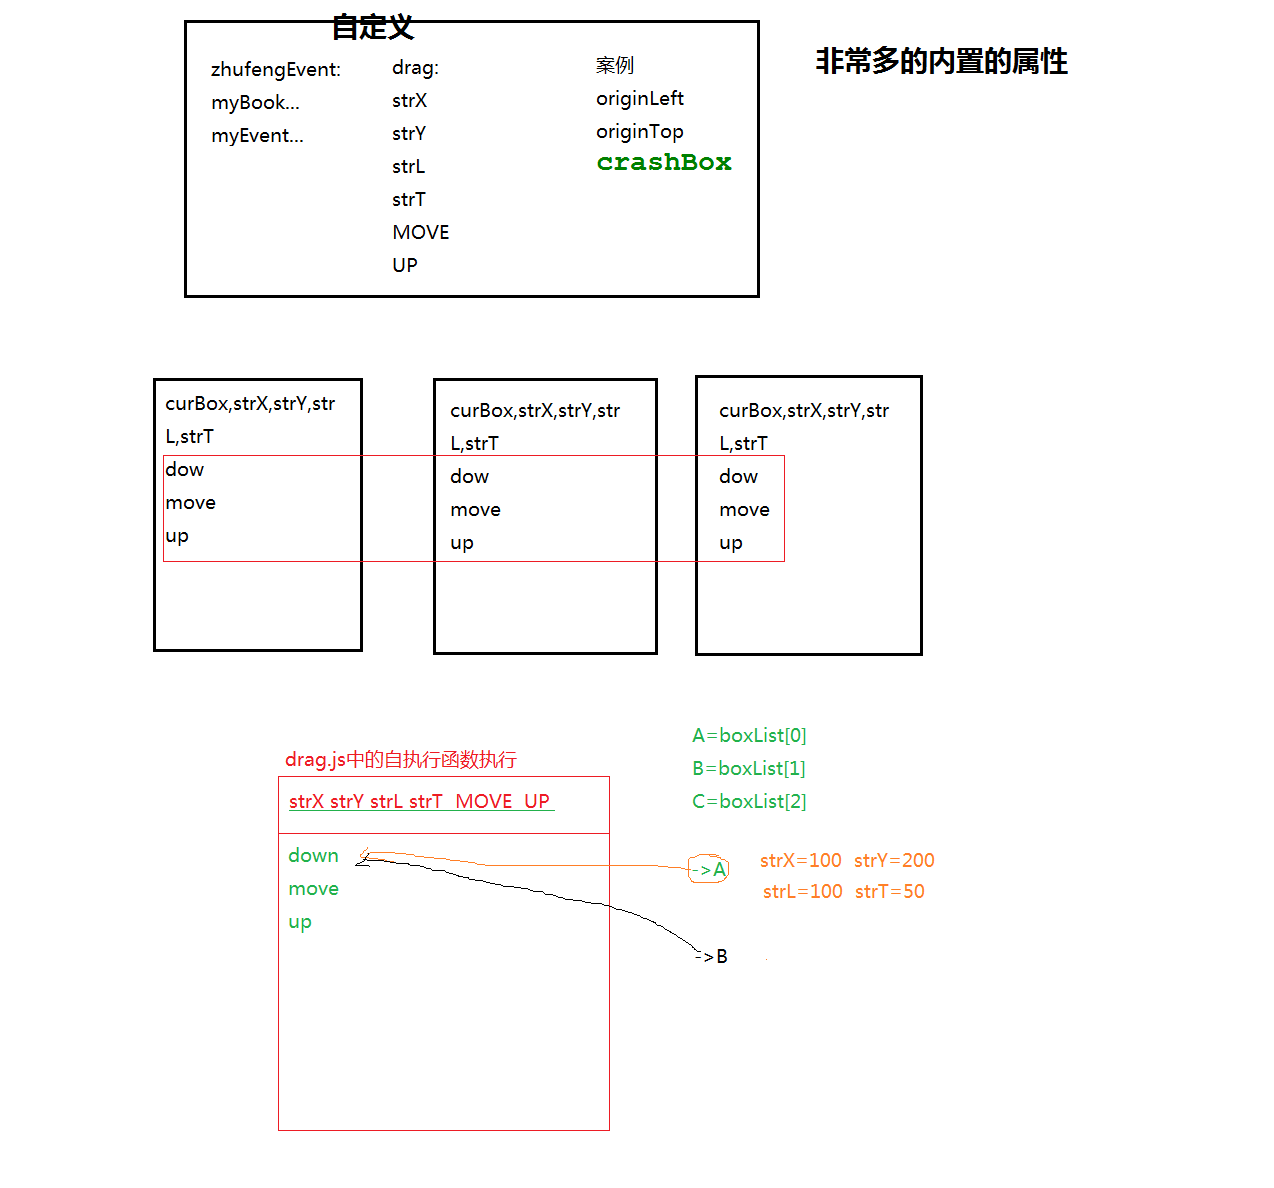 自定义
非常多的内置的属性
zhufengEvent:
myBook...
myEvent...
drag:
strX
strY
strL
strT
MOVE
UP
案例
originLeft
originTop
crashBox
curBox,strX,strY,str
L,strT
dow
move
up
curBox,strX,strY,str
L,strT
dow
move
up
curBox,strX,strY,str
L,strT
dow
move
up
A=boxList[0]
B=boxList[1]
C=boxList[2]
drag.js中的自执行函数执行
strX strY strL strT MOVE UP
down
move
up
->A
strX=100 strY=200
strL=100 strT=50
->B